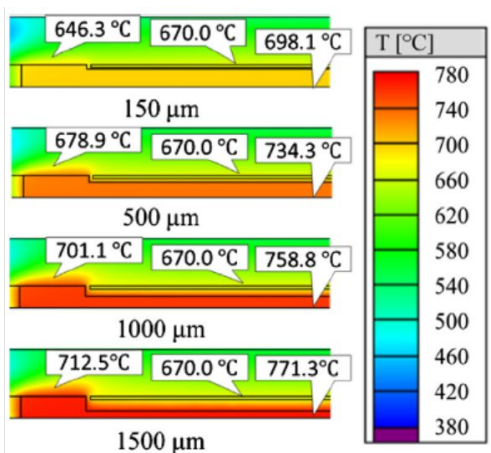 646.3 °C 670.0 °C 698.1 °C
150 µm
678.9 °C 670.0 °C 734.3 °C
500 µm
701.1 °C 670.0 °C 758.8 °C
1000 µm
712.5°C 670.0 °C 771.3°C
1500 µm
T [°C]
780
740
700
660
620
580
540
500
460
420
380